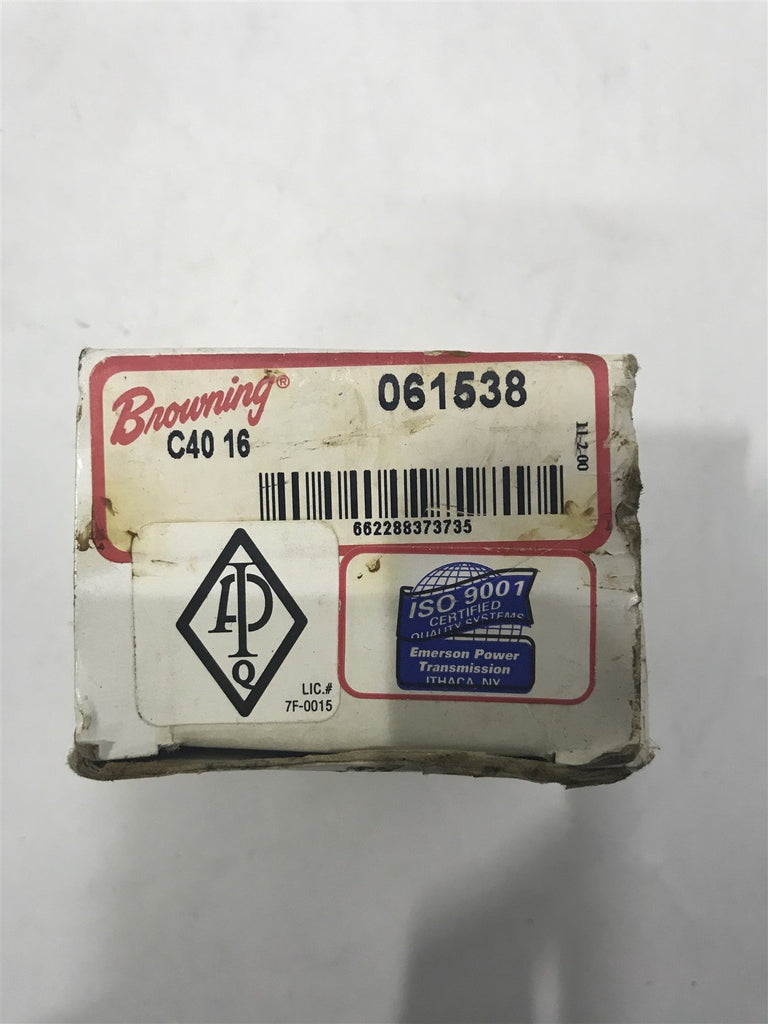 Browning®
061538
C40 16
11-2-00
662288373735
API
Q
LIC.#
7F-0015
ISO 9001
CERTIFIED
QUALITY SYSTEMS
Emerson Power
Transmission
ITHACA, NY